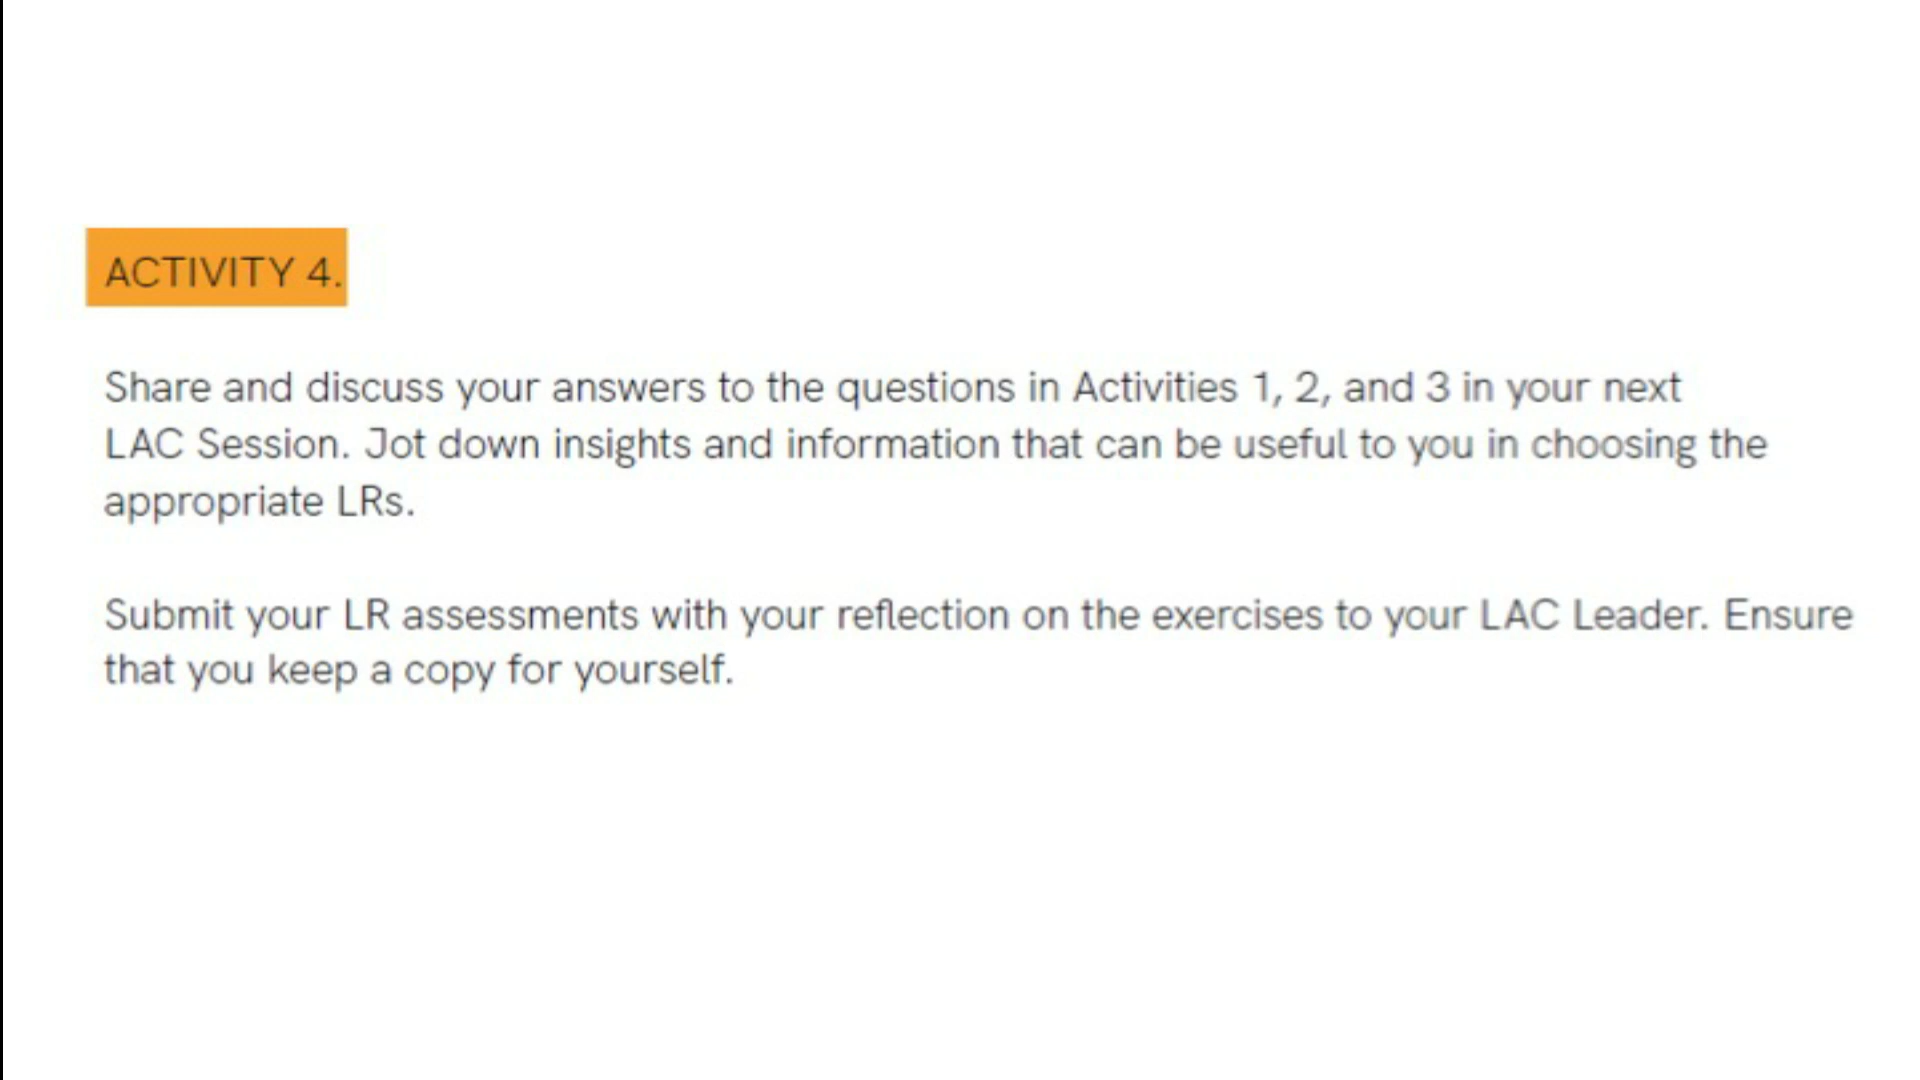 ACTIVITY 4.
Share and discuss your answers to the questions in Activities 1, 2, and 3 in your next
LAC Session. Jot down insights and information that can be useful to you in choosing the
appropriate LRs.
Submit your LR assessments with your reflection on the exercises to your LAC Leader. Ensure
that you keep a copy for yourself.